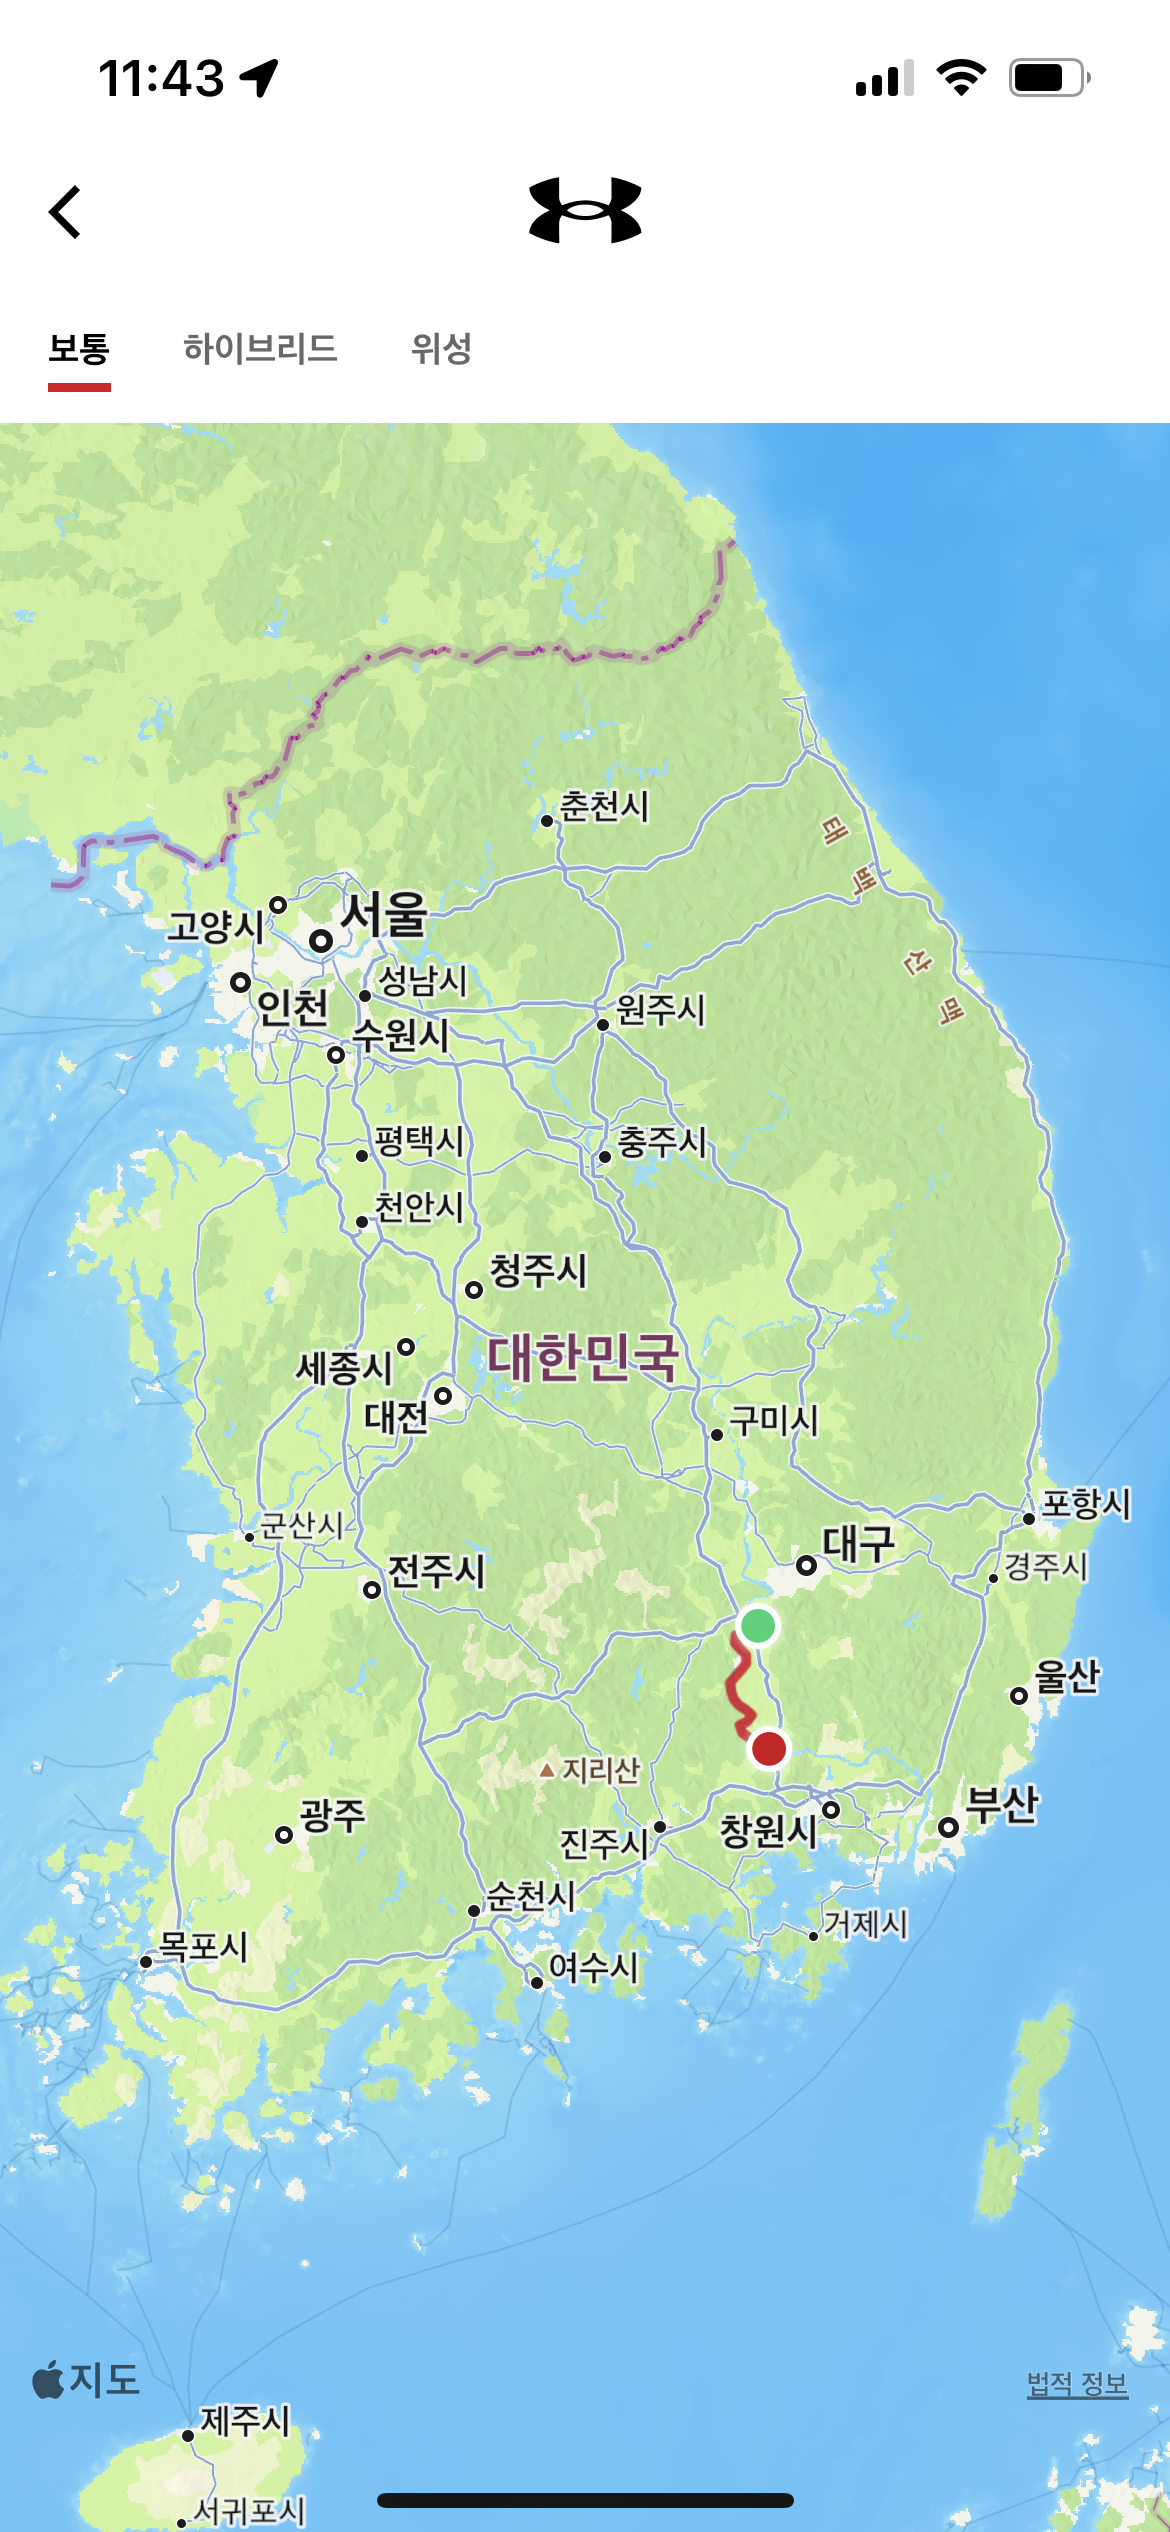 11:43
보통 하이브리드 위성
춘천시
태백산맥
고양시
서울
인천
성남시
수원시
원주시
평택시
충주시
천안시
청주시
세종시
대한민국
대전
구미시
군산시
포항시
대구
경주시
전주시
울산
지리산
광주
진주시
창원시
부산
순천시
거제시
목포시
여수시
지도
법적 정보
제주시
서귀포시